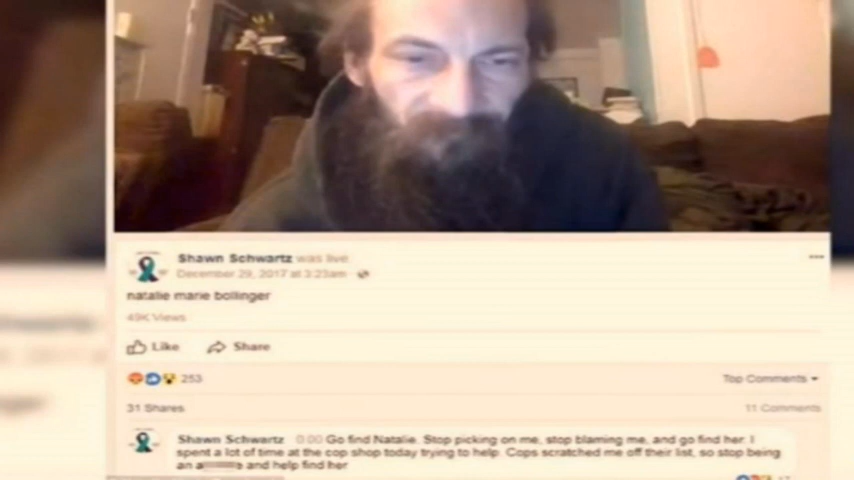 Shawn Schwartz was live
December 29, 2017 at 3:23am
natalie marie bollinger
49K Views
Like Share
253 Top Comments
31 Shares 11 Comments
Shawn Schwartz 0:00 Go find Natalie. Stop picking on me, stop blaming me, and go find her. I
spent a lot of time at the cop shop today trying to help. Cops scratched me off their list, so stop being
an a and help find her